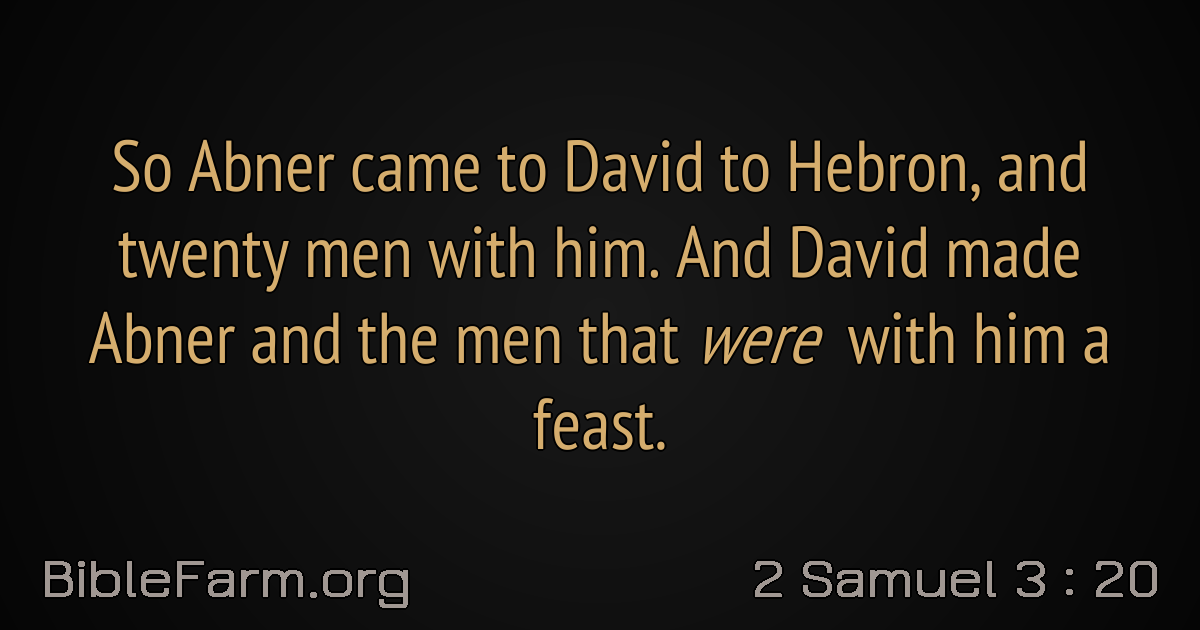 So Abner came to David to Hebron, and
twenty men with him. And David made
Abner and the men that were with him a
feast.
BibleFarm.org
2 Samuel 3 : 20